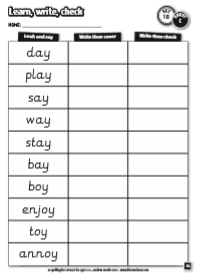 Learn, write, check
NAME:
Look and say Write then cover Write then check
day
play
say
way
stay
bay
boy
enjoy
toy
annoy